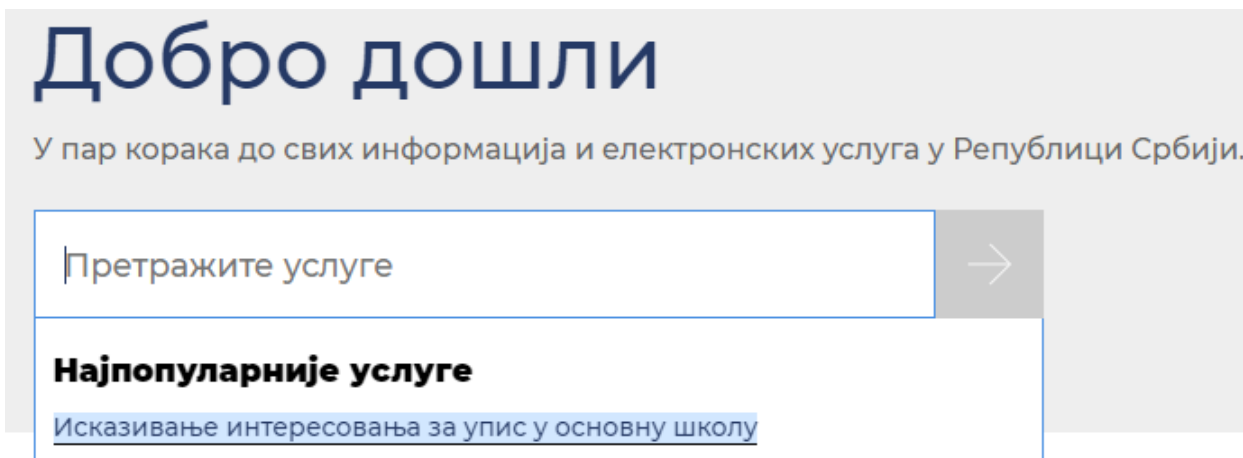 Добро дошли
У пар корака до свих информација и електронских услуга у Републици Србији.
Претражите услуге
Најпопуларније услуге
Исказивање интересовања за упис у основну школу